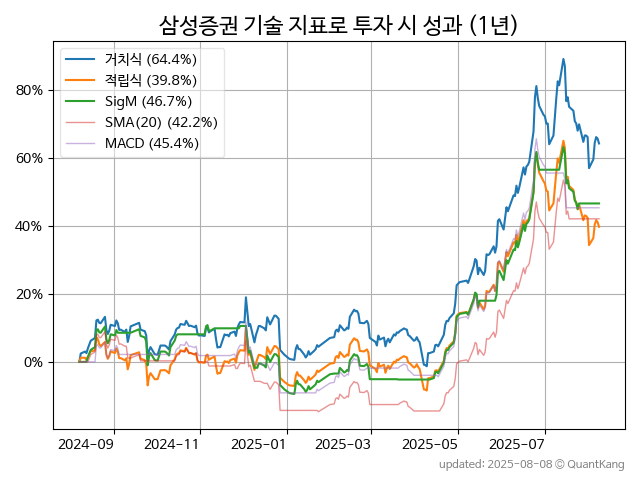 삼성증권 기술 지표로 투자 시 성과 (1년)
거치식 (64.4%)
적립식 (39.8%)
SigM (46.7%)
SMA(20) (42.2%)
MACD (45.4%)
80%
60%
40%
20%
0%
2024-09 2024-11 2025-01 2025-03 2025-05 2025-07
updated: 2025-08-08 © QuantKang